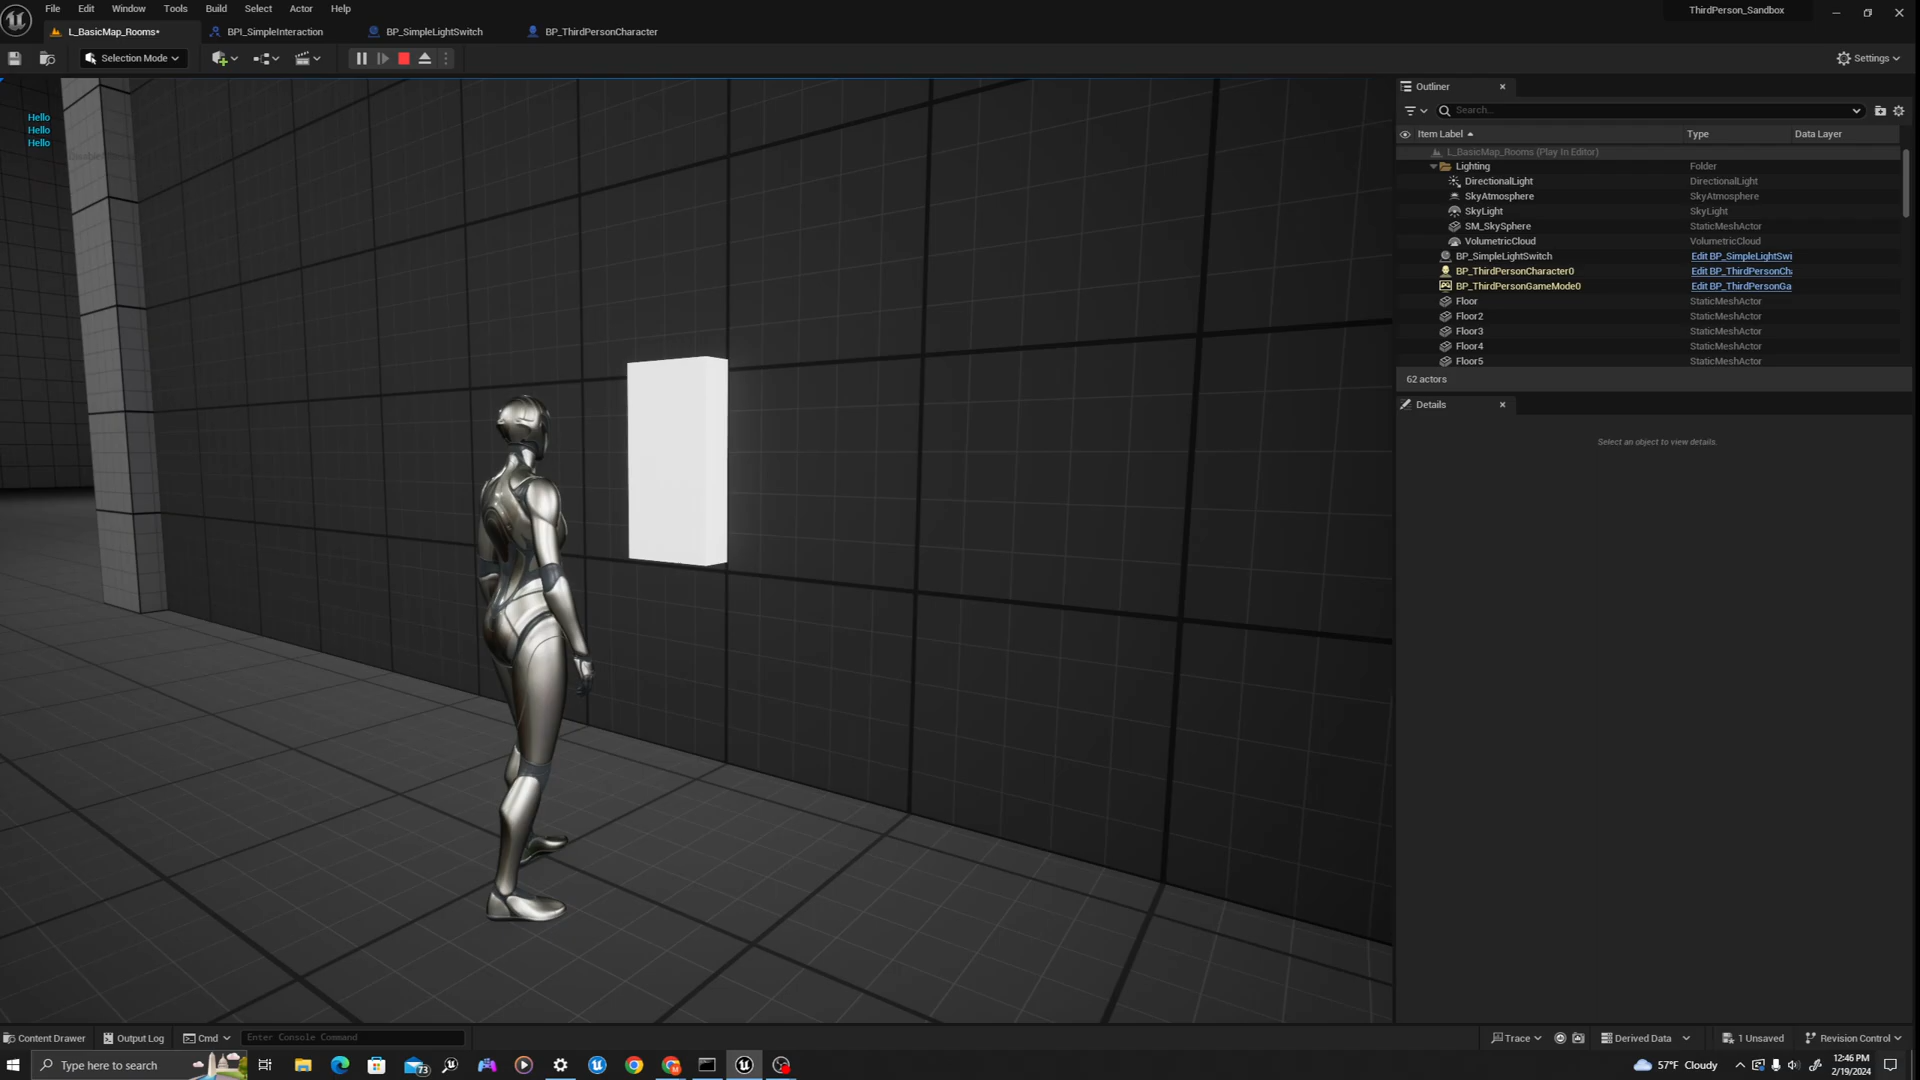 File Edit Window Tools Build Select Actor Help
ThirdPerson_Sandbox
L_BasicMap_Rooms* BPI_SimpleInteraction BP_SimpleLightSwitch BP_ThirdPersonCharacter
Selection Mode
Settings
Hello
Hello
Hello
Outliner
Search...
Item Label Type Data Layer
L_BasicMap_Rooms (Play In Editor)
Lighting Folder
DirectionalLight DirectionalLight
SkyAtmosphere SkyAtmosphere
SkyLight SkyLight
SM_SkySphere StaticMeshActor
VolumetricCloud VolumetricCloud
BP_SimpleLightSwitch Edit BP_SimpleLightSwi
BP_ThirdPersonCharacter0 Edit BP_ThirdPersonCh
BP_ThirdPersonGameMode0 Edit BP_ThirdPersonGa
Floor StaticMeshActor
Floor2 StaticMeshActor
Floor3 StaticMeshActor
Floor4 StaticMeshActor
Floor5 StaticMeshActor
62 actors
Details
Select an object to view details.
Content Drawer Output Log Cmd Enter Console Command
Trace Derived Data 1 Unsaved Revision Control
Type here to search
73
57°F Cloudy
12:46 PM
2/19/2024